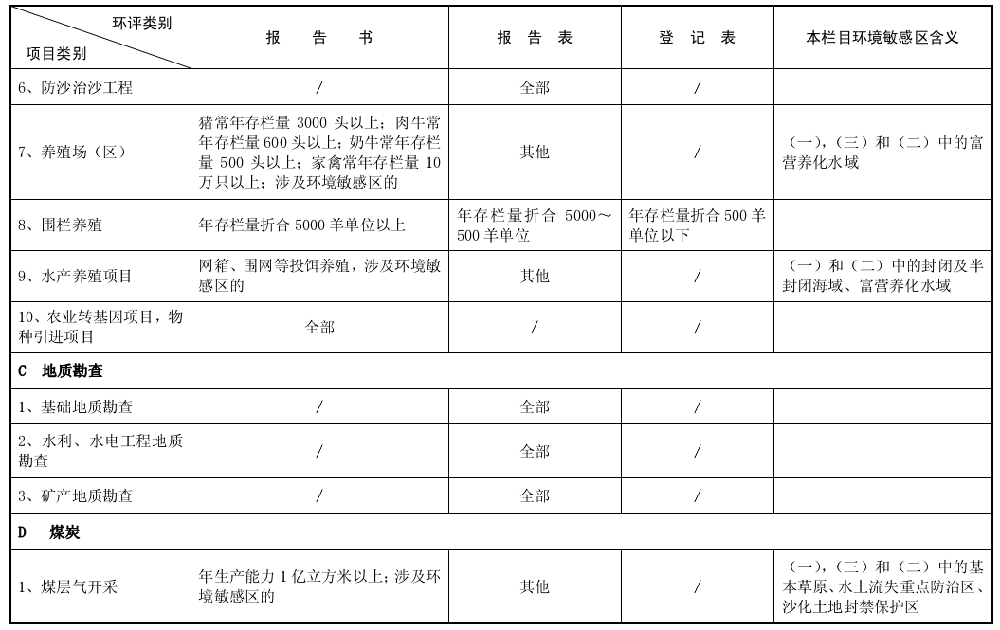 环评类别
项目类别
报 告 书
报 告 表
登 记 表
本栏目环境敏感区含义
6、防沙治沙工程
/
全部
/
7、养殖场（区）
猪常年存栏量 3000 头以上；肉牛常
年存栏量 600 头以上；奶牛常年存栏
量 500 头以上；家禽常年存栏量 10
万只以上；涉及环境敏感区的
其他
/
（一），（三）和（二）中的富
营养化水域
8、围栏养殖
年存栏量折合 5000 羊单位以上
年存栏量折合 5000～
500 羊单位
年存栏量折合 500 羊
单位以下
9、水产养殖项目
网箱、围网等投饵养殖，涉及环境敏
感区的
其他
/
（一）和（二）中的封闭及半
封闭海域、富营养化水域
10、农业转基因项目，物
种引进项目
全部
/
/
C 地质勘查
1、基础地质勘查
/
全部
/
2、水利、水电工程地质
勘查
/
全部
/
3、矿产地质勘查
/
全部
/
D 煤炭
1、煤层气开采
年生产能力 1 亿立方米以上；涉及环
境敏感区的
其他
/
（一），（三）和（二）中的基
本草原、水土流失重点防治区、
沙化土地封禁保护区